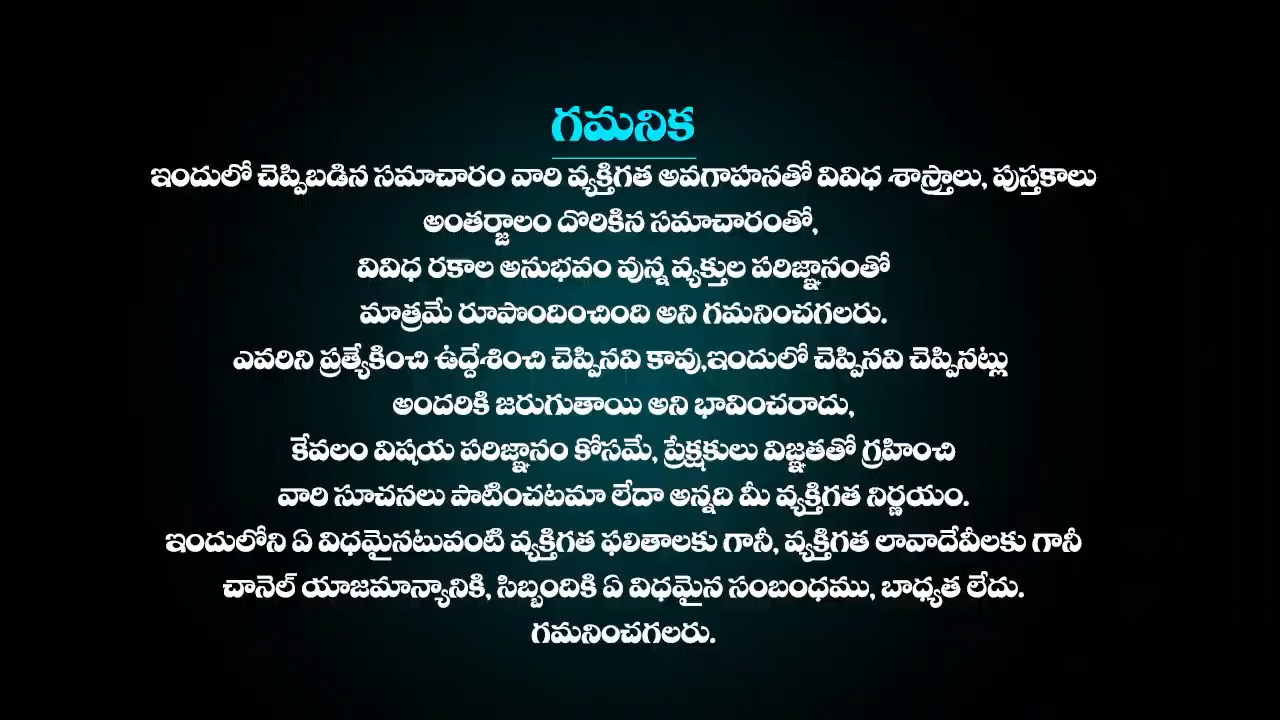 గమనిక
ఇందులో చెప్పిబడిన సమాచారం వారి వ్యక్తిగత అవగాహనతో వివిధ శాస్త్రాలు, పుస్తకాలు
అంతర్జాలం దొరికిన సమాచారంతో,
వివిధ రకాల అనుభవం వున్న వ్యక్తుల పరిజ్ఞానంతో
మాత్రమే రూపొందించింది అని గమనించగలరు.
ఎవరిని ప్రత్యేకించి ఉద్దేశించి చెప్పినవి కావు,ఇందులో చెప్పినవి చెప్పినట్లు
అందరికి జరుగుతాయి అని భావించరాదు,
కేవలం విషయ పరిజ్ఞానం కోసమే, ప్రేక్షకులు విజ్ఞతతో గ్రహించి
వారి సూచనలు పాటించటమా లేదా అన్నది మీ వ్యక్తిగత నిర్ణయం.
ఇందులోని ఏ విధమైనటువంటి వ్యక్తిగత ఫలితాలకు గానీ, వ్యక్తిగత లావాదేవీలకు గానీ
చానెల్ యాజమాన్యానికి, సిబ్బందికి ఏ విధమైన సంబంధము, బాధ్యత లేదు.
గమనించగలరు.